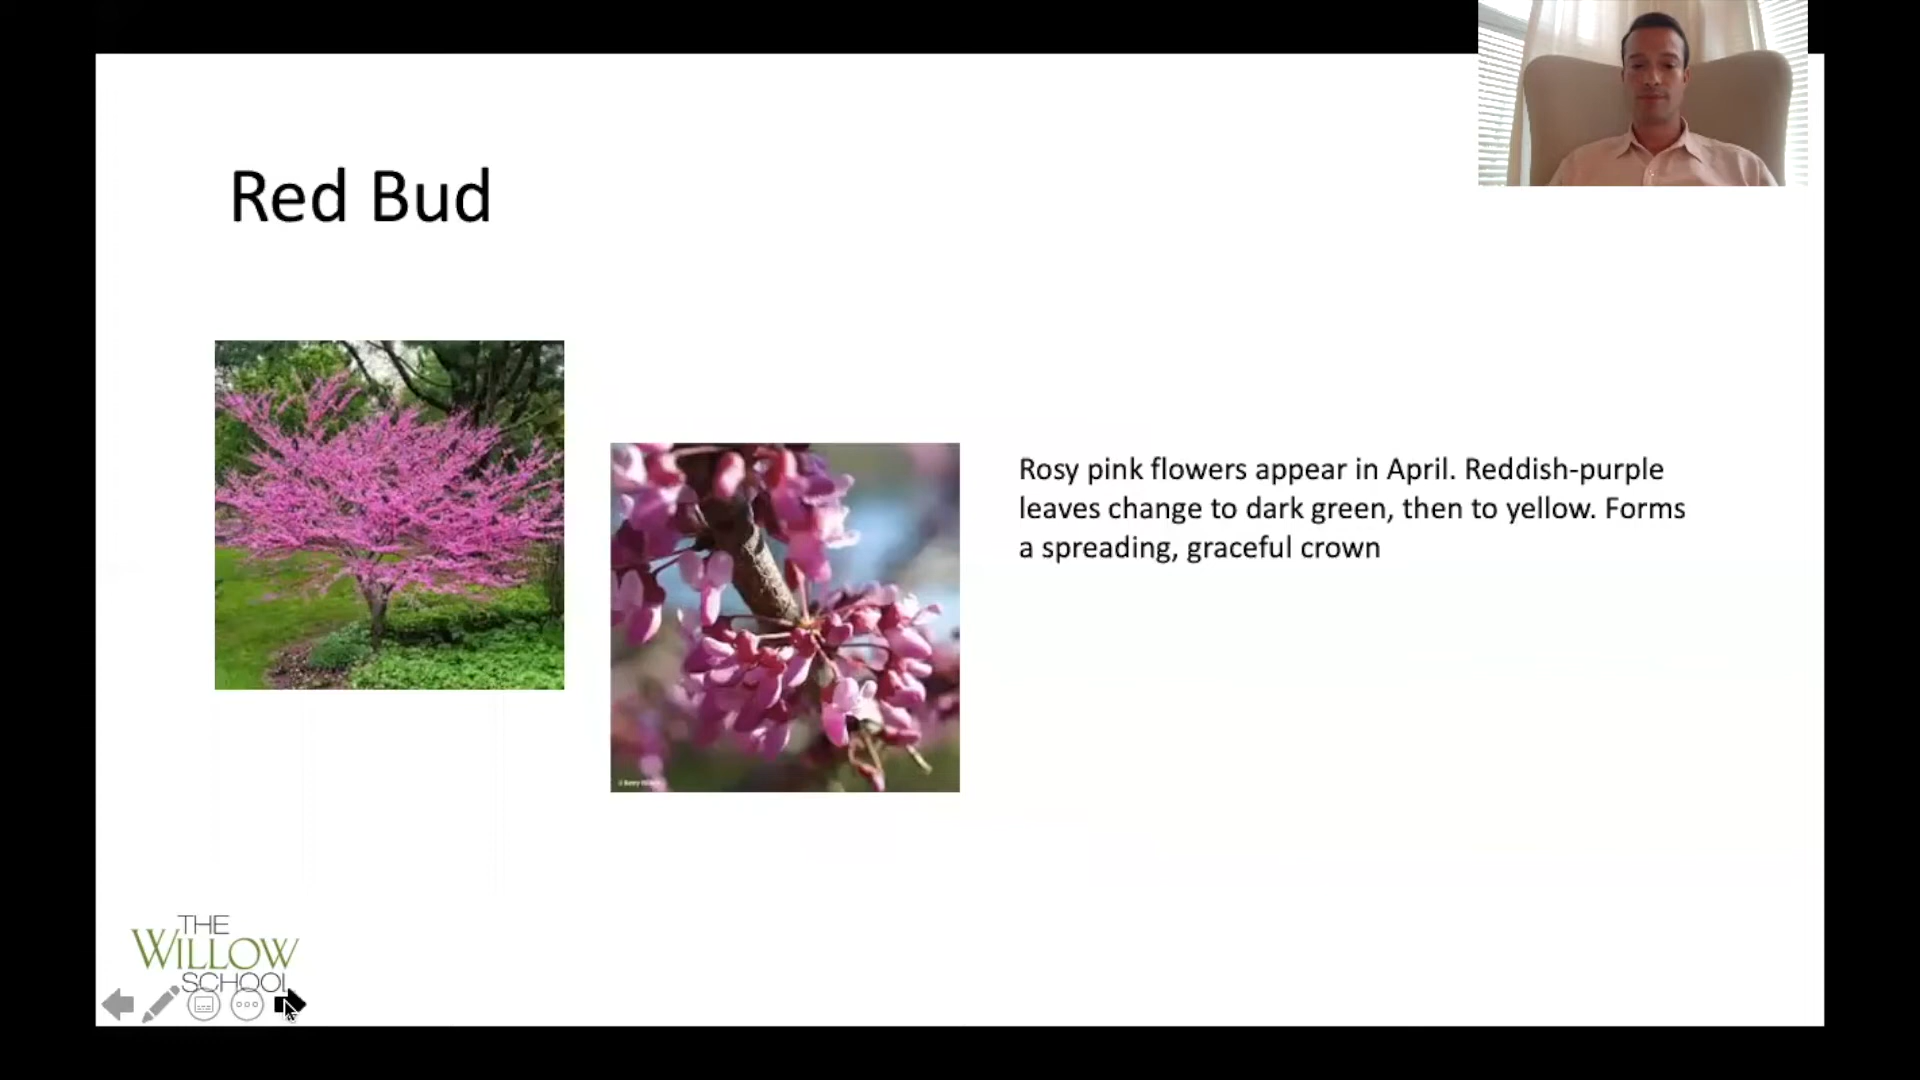 Red Bud
Rosy pink flowers appear in April. Reddish-purple
leaves change to dark green, then to yellow. Forms
a spreading, graceful crown
THE
WILLOW
SCHOOL